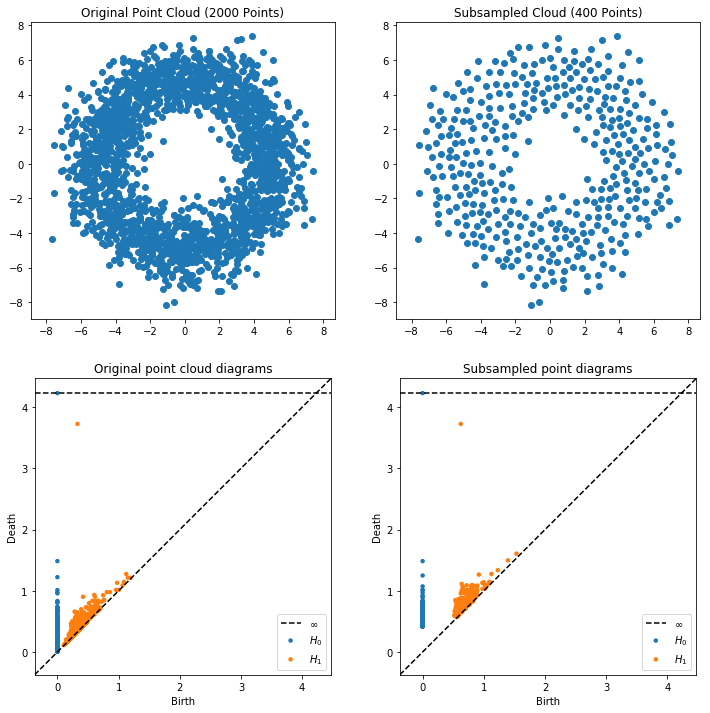 Original Point Cloud (2000 Points)
8
6
4
2
0
−2
−4
−6
−8
−8 −6 −4 −2 0 2 4 6 8
Subsampled Cloud (400 Points)
8
6
4
2
0
−2
−4
−6
−8
−8 −6 −4 −2 0 2 4 6 8
Original point cloud diagrams
Death
4
3
2
1
0
∞
H0
H1
0 1 2 3 4
Birth
Subsampled point diagrams
Death
4
3
2
1
0
∞
H0
H1
0 1 2 3 4
Birth